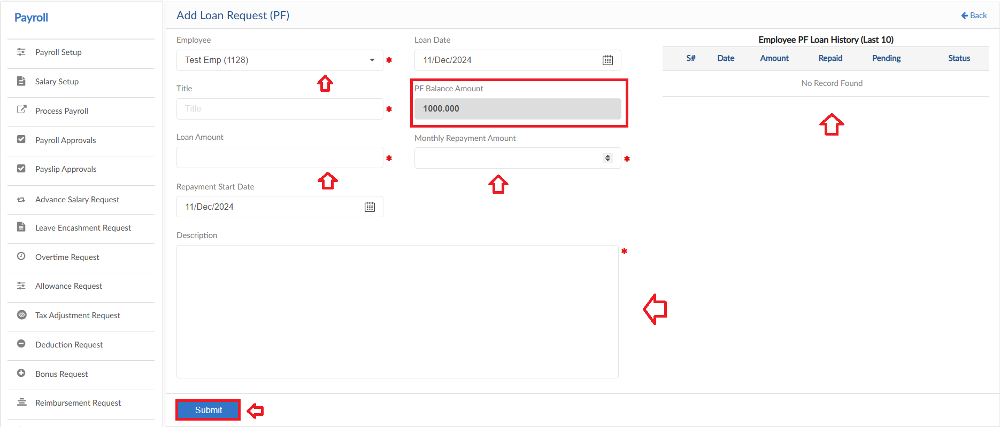 Payroll
Payroll Setup
Salary Setup
Process Payroll
Payroll Approvals
Payslip Approvals
Advance Salary Request
Leave Encashment Request
Overtime Request
Allowance Request
Tax Adjustment Request
Deduction Request
Bonus Request
Reimbursement Request
Add Loan Request (PF)
Back
Employee
Test Emp (1128) *
Loan Date
11/Dec/2024
Title
Title *
PF Balance Amount
1000.000
Loan Amount
*
Monthly Repayment Amount
*
Repayment Start Date
11/Dec/2024
Description
*
Submit
Employee PF Loan History (Last 10)
S# Date Amount Repaid Pending Status
No Record Found